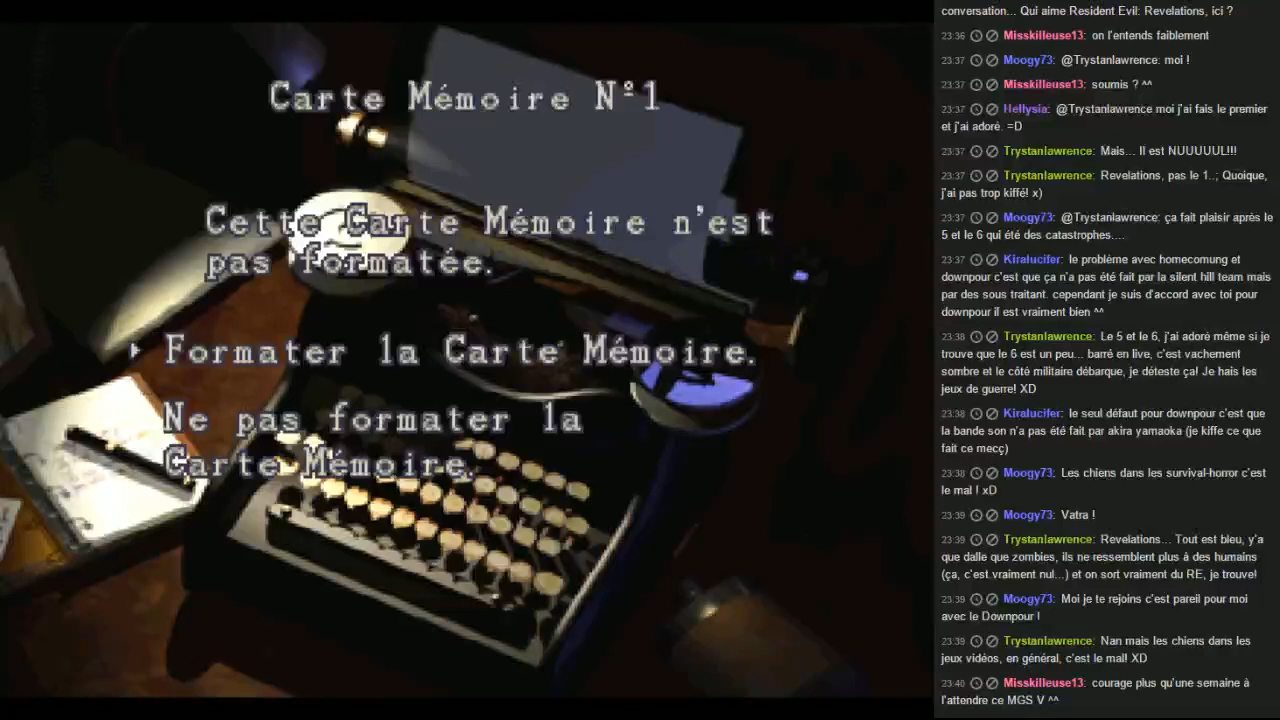 Carte Mémoire Nº1
Cette Carte Mémoire n'est
pas formatée.
Formater la Carte Mémoire.
Ne pas formater la
Carte Mémoire.
conversation... Qui aime Resident Evil: Revelations, ici ?
23:36 Misskilleuse13: on l'entends faiblement
23:37 Moogy73: @Trystanlawrence: moi !
23:37 Misskilleuse13: soumis ? ^^
23:37 Hellysia: @Trystanlawrence moi j'ai fais le premier
et j'ai adoré. =D
23:37 Trystanlawrence: Mais... Il est NUUUUUL!!!
23:37 Trystanlawrence: Revelations, pas le 1..; Quoique,
j'ai pas trop kiffé! x)
23:37 Moogy73: @Trystanlawrence: ça fait plaisir après le
5 et le 6 qui été des catastrophes....
23:37 Kiralucifer: le problème avec homecomung et
downpour c'est que ça n'a pas été fait par la silent hill team mais
par des sous traitant. cependant je suis d'accord avec toi pour
downpour il est vraiment bien ^^
23:38 Trystanlawrence: Le 5 et le 6, j'ai adoré même si je
trouve que le 6 est un peu... barré en live, c'est vachement
sombre et le côté militaire débarque, je déteste ça! Je hais les
jeux de guerre! XD
23:38 Kiralucifer: le seul défaut pour downpour c'est que
la bande son n'a pas été fait par akira yamaoka (je kiffe ce que
fait ce mecç)
23:38 Moogy73: Les chiens dans les survival-horror c'est
le mal ! xD
23:39 Moogy73: Vatra !
23:39 Trystanlawrence: Revelations... Tout est bleu, y'a
que dalle que zombies, ils ne ressemblent plus à des humains
(ça, c'est vraiment nul...) et on sort vraiment du RE, je trouve!
23:39 Moogy73: Moi je te rejoins c'est pareil pour moi
avec le Downpour !
23:39 Trystanlawrence: Nan mais les chiens dans les
jeux vidéos, en général, c'est le mal! XD
23:40 Misskilleuse13: courage plus qu'une semaine à
l'attendre ce MGS V ^^